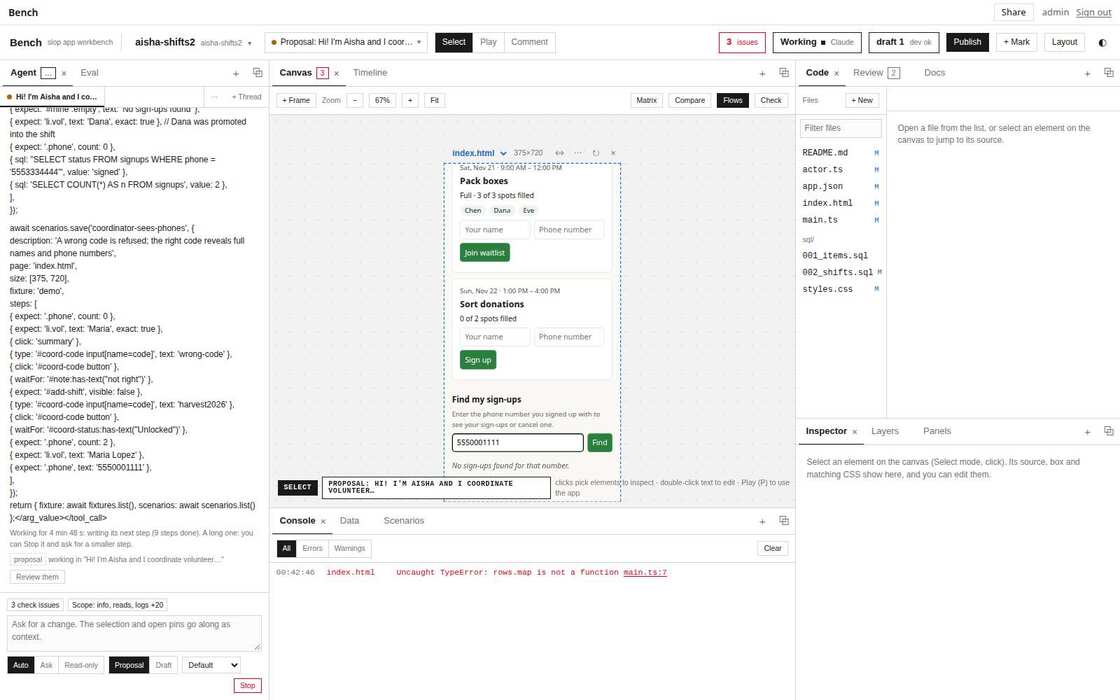 Bench
Share
admin
Sign out
Bench slop app workbench
aisha-shifts2 aisha-shifts2
Proposal: Hi! I'm Aisha and I coor…
Select
Play
Comment
3 issues
Working Claude
draft 1 dev ok
Publish
+ Mark
Layout
Agent …
Eval
Hi! I'm Aisha and I co…
…
+ Thread
{ expect: '#mine .empty', text: 'No sign-ups found' },
{ expect: 'li.vol', text: 'Dana', exact: true }, // Dana was promoted
into the shift
{ expect: '.phone', count: 0 },
{ sql: "SELECT status FROM signups WHERE phone =
'5553334444'", value: 'signed' },
{ sql: 'SELECT COUNT(*) AS n FROM signups', value: 2 },
],
});
await scenarios.save('coordinator-sees-phones', {
description: 'A wrong code is refused; the right code reveals full
names and phone numbers',
page: 'index.html',
size: [375, 720],
fixture: 'demo',
steps: [
{ expect: '.phone', count: 0 },
{ expect: 'li.vol', text: 'Maria', exact: true },
{ click: 'summary' },
{ type: '#coord-code input[name=code]', text: 'wrong-code' },
{ click: '#coord-code button' },
{ waitFor: '#note:has-text("not right")' },
{ expect: '#add-shift', visible: false },
{ type: '#coord-code input[name=code]', text: 'harvest2026' },
{ click: '#coord-code button' },
{ waitFor: '#coord-status:has-text("Unlocked")' },
{ expect: '.phone', count: 2 },
{ expect: 'li.vol', text: 'Maria Lopez' },
{ expect: '.phone', text: '5550001111' },
],
});
return { fixture: await fixtures.list(), scenarios: await scenarios.list()
};</arg_value></tool_call>
Working for 4 min 48 s: writing its next step (9 steps done). A long one: you
can Stop it and ask for a smaller step.
proposal working in "Hi! I'm Aisha and I coordinate volunteer…"
Review them
3 check issues
Scope: info, reads, logs +20
Ask for a change. The selection and open pins go along as
context.
Auto
Ask
Read-only
Proposal
Draft
Default
Stop
Canvas 3
Timeline
+ Frame
Zoom
−
67%
+
Fit
Matrix
Compare
Flows
Check
index.html
375×720
Sat, Nov 21 · 9:00 AM – 12:00 PM
Pack boxes
Full · 3 of 3 spots filled
Chen
Dana
Eve
Your name
Phone number
Join waitlist
Sun, Nov 22 · 1:00 PM – 4:00 PM
Sort donations
0 of 2 spots filled
Your name
Phone number
Sign up
Find my sign-ups
Enter the phone number you signed up with to
see your sign-ups or cancel one.
5550001111
Find
No sign-ups found for that number.
SELECT
PROPOSAL: HI! I'M AISHA AND I COORDINATE
VOLUNTEER…
clicks pick elements to inspect · double-click text to edit · Play (P) to use
the app
Console
Data
Scenarios
All
Errors
Warnings
Clear
00:42:46 index.html Uncaught TypeError: rows.map is not a function main.ts:7
Code
Review 2
Docs
Files
+ New
Filter files
README.md M
actor.ts M
app.json M
index.html M
main.ts M
sql/
001_items.sql
002_shifts.sql M
styles.css M
Open a file from the list, or select an element on the
canvas to jump to its source.
Inspector
Layers
Panels
Select an element on the canvas (Select mode, click). Its source, box and
matching CSS show here, and you can edit them.